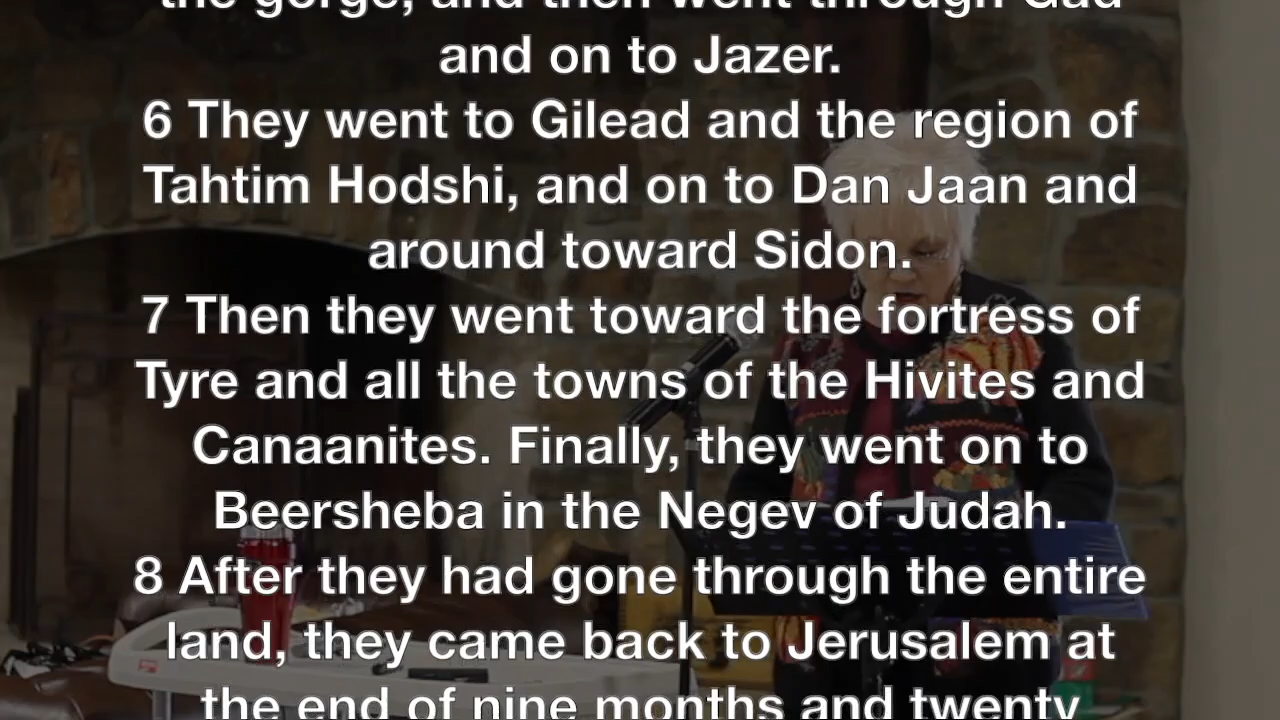 the gorge, and then went through Gad
and on to Jazer.
6 They went to Gilead and the region of
Tahtim Hodshi, and on to Dan Jaan and
around toward Sidon.
7 Then they went toward the fortress of
Tyre and all the towns of the Hivites and
Canaanites. Finally, they went on to
Beersheba in the Negev of Judah.
8 After they had gone through the entire
land, they came back to Jerusalem at
the end of nine months and twenty